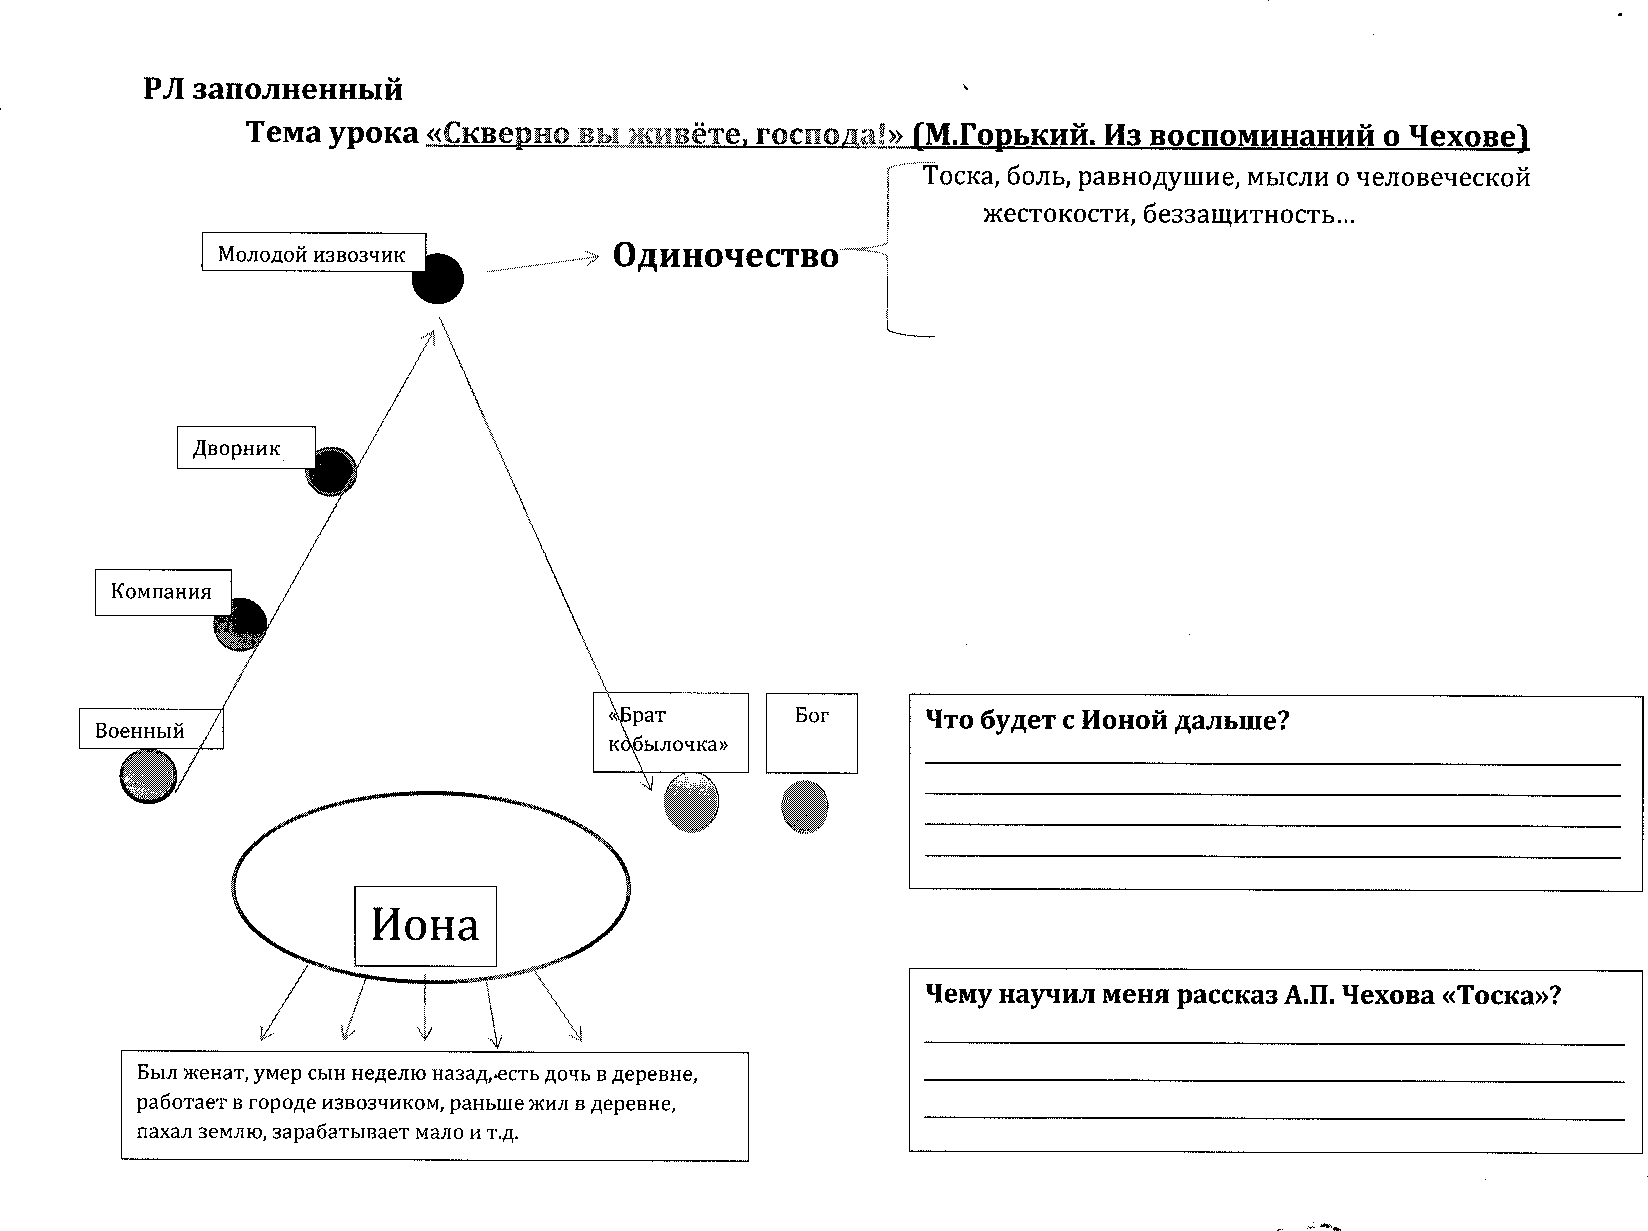 РЛ заполненный
Тема урока «Скверно вы живёте, господа!» (М.Горький. Из воспоминаний о Чехове)
Тоска, боль, равнодушие, мысли о человеческой
жестокости, беззащитность...
Молодой извозчик
Одиночество
Дворник
Компания
Военный
«Брат
кобылочка»
Бог
Иона
Был женат, умер сын неделю назад, есть дочь в деревне,
работает в городе извозчиком, раньше жил в деревне,
пахал землю, зарабатывает мало и т.д.
Что будет с Ионой дальше?
Чему научил меня рассказ А.П. Чехова «Тоска»?